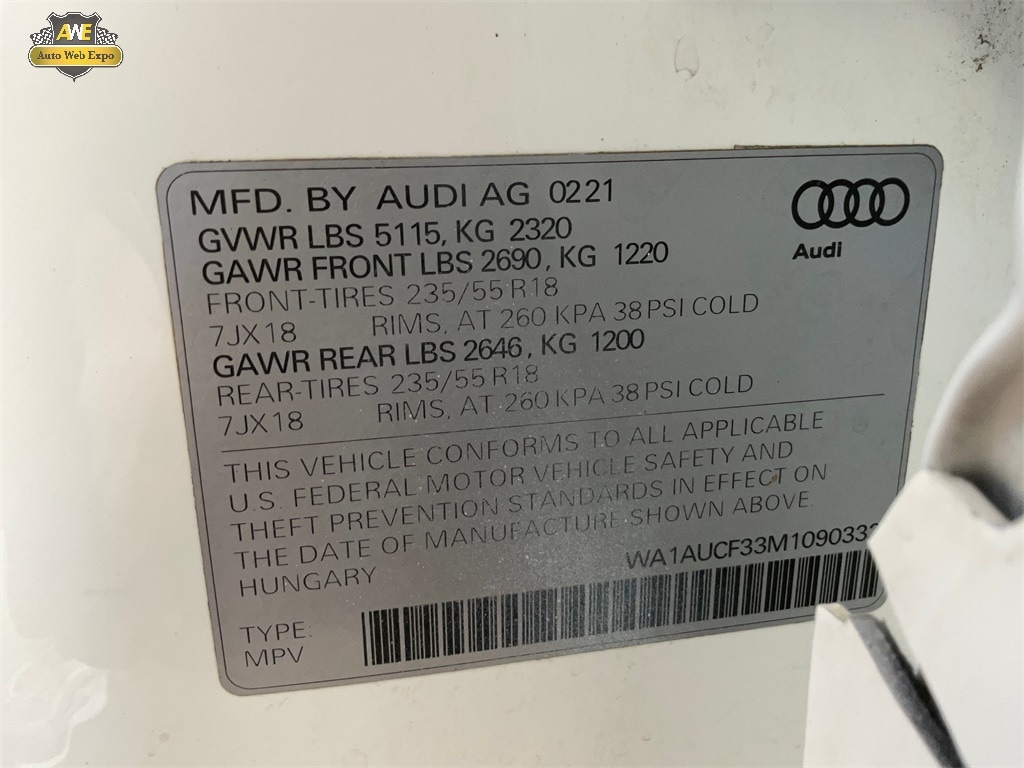 AWE
Auto Web Expo
MFD. BY AUDI AG 0221
GVWR LBS 5115, KG 2320
GAWR FRONT LBS 2690, KG 1220
FRONT-TIRES 235/55 R18
7JX18 RIMS, AT 260 KPA 38 PSI COLD
GAWR REAR LBS 2646, KG 1200
REAR-TIRES 235/55 R18
7JX18 RIMS, AT 260 KPA 38 PSI COLD
Audi
THIS VEHICLE CONFORMS TO ALL APPLICABLE
U.S. FEDERAL MOTOR VEHICLE SAFETY AND
THEFT PREVENTION STANDARDS IN EFFECT ON
THE DATE OF MANUFACTURE SHOWN ABOVE.
HUNGARY
WA1AUCF33M109033
TYPE:
MPV